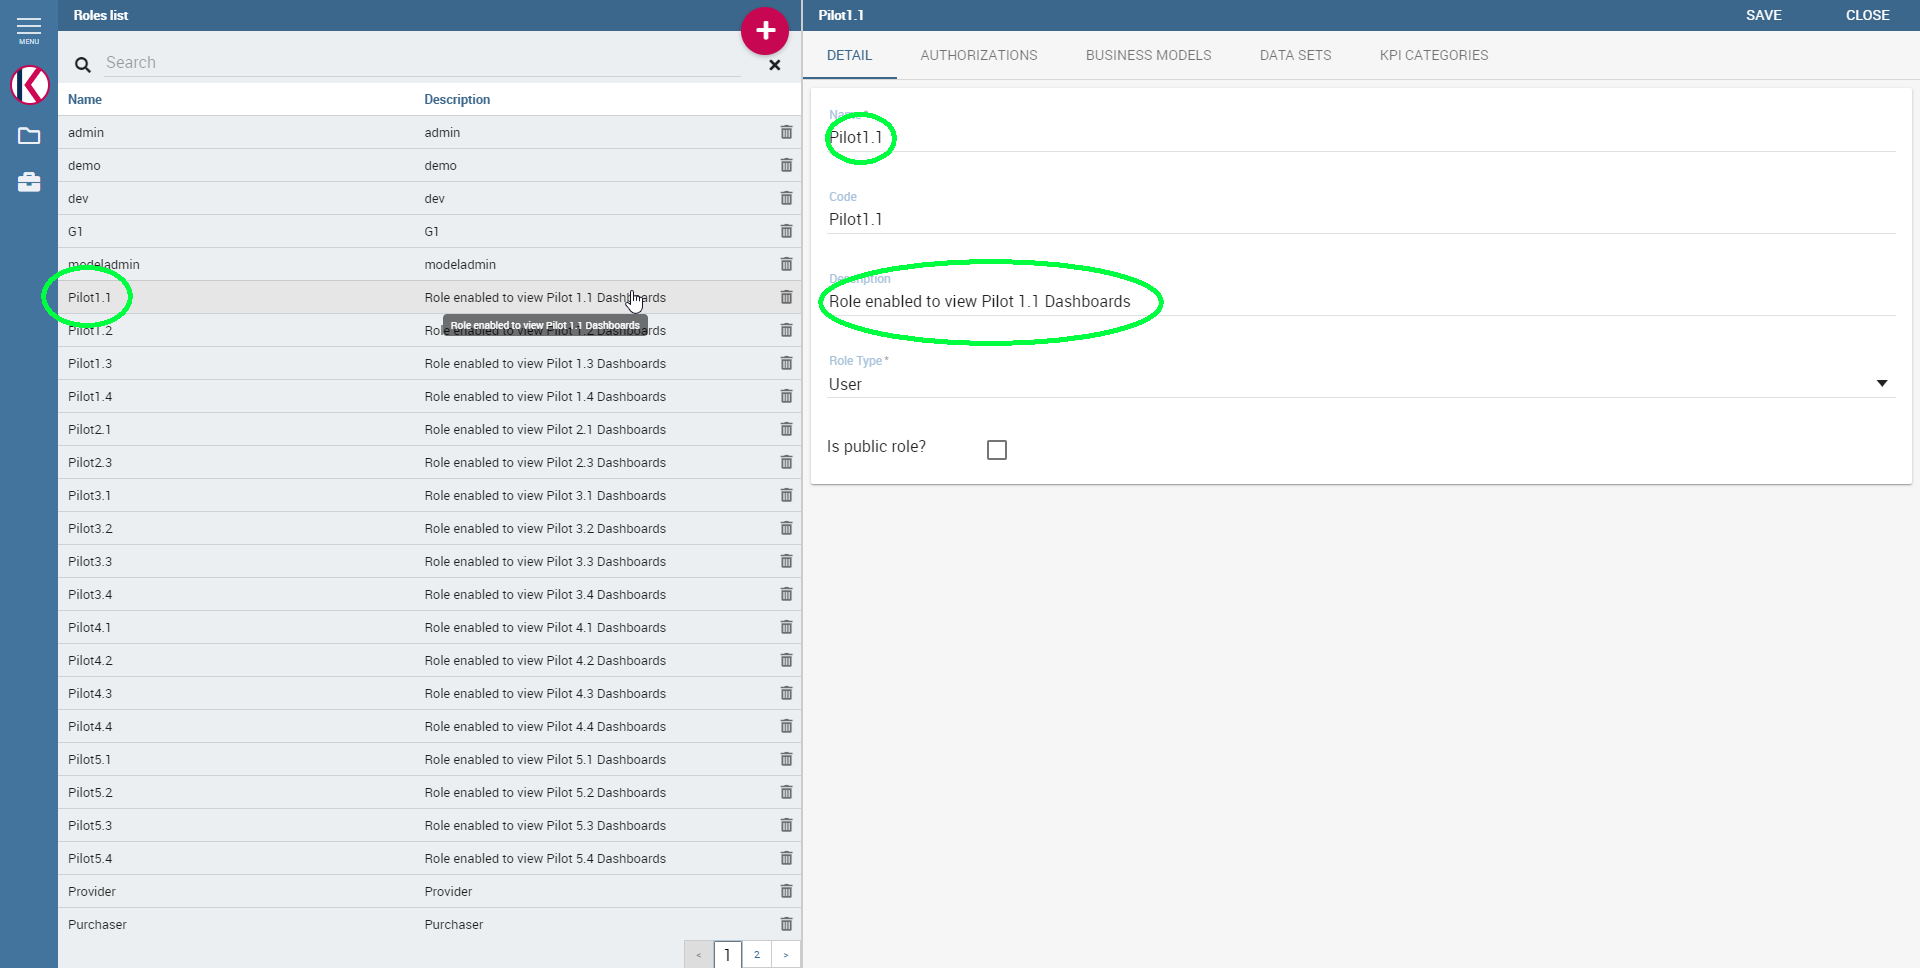 MENU
Roles list
Search
Name Description
admin admin
demo demo
dev dev
G1 G1
modeladmin modeladmin
Pilot1.1 Role enabled to view Pilot 1.1 Dashboards
Role enabled to view Pilot 1.1 Dashboards
Pilot1.2 Role enabled to view Pilot 1.2 Dashboards
Pilot1.3 Role enabled to view Pilot 1.3 Dashboards
Pilot1.4 Role enabled to view Pilot 1.4 Dashboards
Pilot2.1 Role enabled to view Pilot 2.1 Dashboards
Pilot2.3 Role enabled to view Pilot 2.3 Dashboards
Pilot3.1 Role enabled to view Pilot 3.1 Dashboards
Pilot3.2 Role enabled to view Pilot 3.2 Dashboards
Pilot3.3 Role enabled to view Pilot 3.3 Dashboards
Pilot3.4 Role enabled to view Pilot 3.4 Dashboards
Pilot4.1 Role enabled to view Pilot 4.1 Dashboards
Pilot4.2 Role enabled to view Pilot 4.2 Dashboards
Pilot4.3 Role enabled to view Pilot 4.3 Dashboards
Pilot4.4 Role enabled to view Pilot 4.4 Dashboards
Pilot5.1 Role enabled to view Pilot 5.1 Dashboards
Pilot5.2 Role enabled to view Pilot 5.2 Dashboards
Pilot5.3 Role enabled to view Pilot 5.3 Dashboards
Pilot5.4 Role enabled to view Pilot 5.4 Dashboards
Provider Provider
Purchaser Purchaser
< 1 2 >
Pilot1.1 SAVE CLOSE
DETAIL AUTHORIZATIONS BUSINESS MODELS DATA SETS KPI CATEGORIES
Name *
Pilot1.1
Code
Pilot1.1
Description
Role enabled to view Pilot 1.1 Dashboards
Role Type *
User
Is public role?